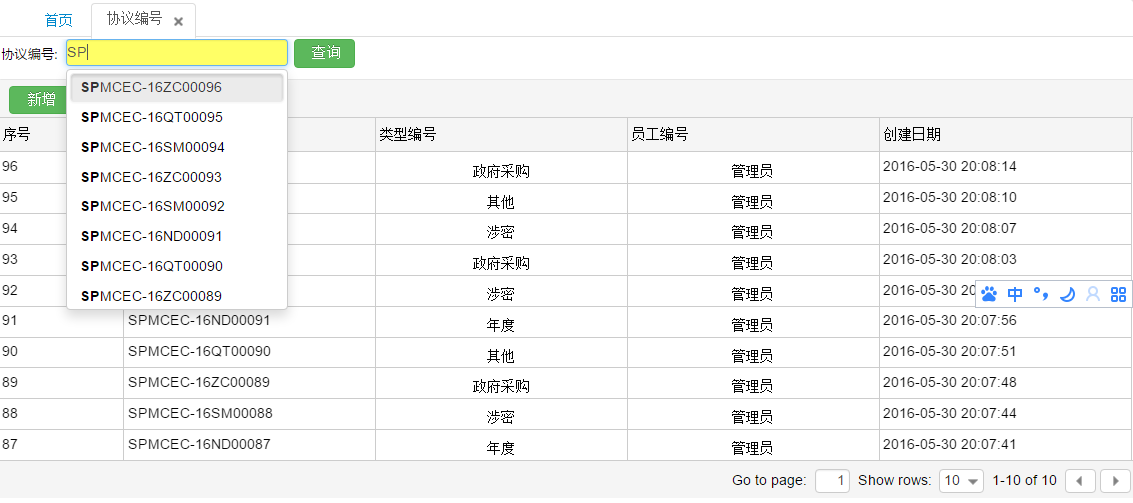 首页 协议编号
协议编号: SP 查询
SPMCEC-16ZC00096
SPMCEC-16QT00095
SPMCEC-16SM00094
SPMCEC-16ZC00093
SPMCEC-16SM00092
SPMCEC-16ND00091
SPMCEC-16QT00090
SPMCEC-16ZC00089
新增
序号 类型编号 员工编号 创建日期
96 政府采购 管理员 2016-05-30 20:08:14
95 其他 管理员 2016-05-30 20:08:10
94 涉密 管理员 2016-05-30 20:08:07
93 政府采购 管理员 2016-05-30 20:08:03
92 涉密 管理员 2016-05-30 20:0
中
91 SPMCEC-16ND00091 年度 管理员 2016-05-30 20:07:56
90 SPMCEC-16QT00090 其他 管理员 2016-05-30 20:07:51
89 SPMCEC-16ZC00089 政府采购 管理员 2016-05-30 20:07:48
88 SPMCEC-16SM00088 涉密 管理员 2016-05-30 20:07:44
87 SPMCEC-16ND00087 年度 管理员 2016-05-30 20:07:41
Go to page: 1 Show rows: 10 1-10 of 10